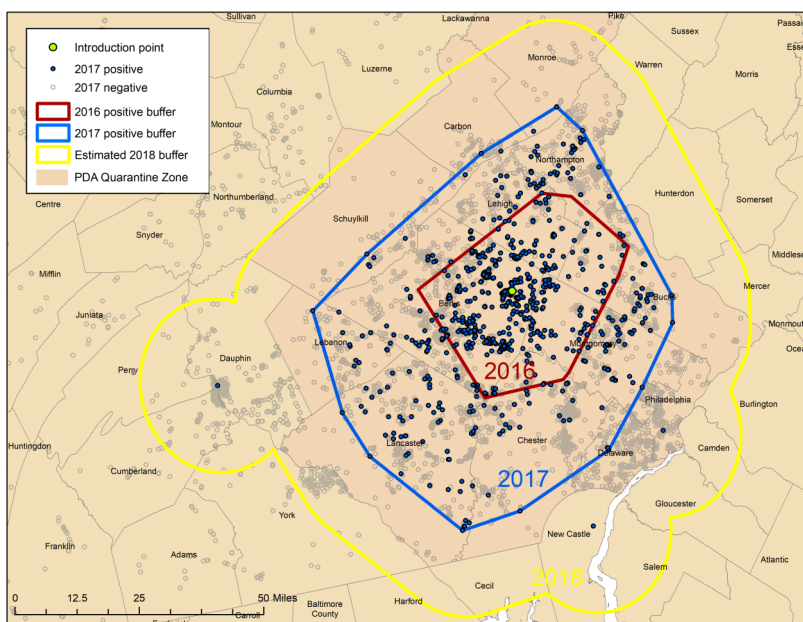 Introduction point
2017 positive
2017 negative
2016 positive buffer
2017 positive buffer
Estimated 2018 buffer
PDA Quarantine Zone
Sullivan
Lackawanna
Pike
Sussex
Passaic
Luzerne
Monroe
Warren
Morris
Columbia
Montour
Carbon
Northampton
Centre
Northumberland
Lehigh
Hunterdon
Somerset
Schuylkill
Snyder
Mifflin
Mercer
Berks
Bucks
Juniata
Lebanon
Montgomery
Dauphin
2016
Perry
Philadelphia
Burlington
Huntingdon
Lancaster
Chester
Delaware
Camden
Cumberland
2017
Gloucester
York
New Castle
Franklin
Adams
Salem
Atlantic
2018
Cecil
0
12.5
25
50 Miles
Harford
Baltimore
County
Carroll